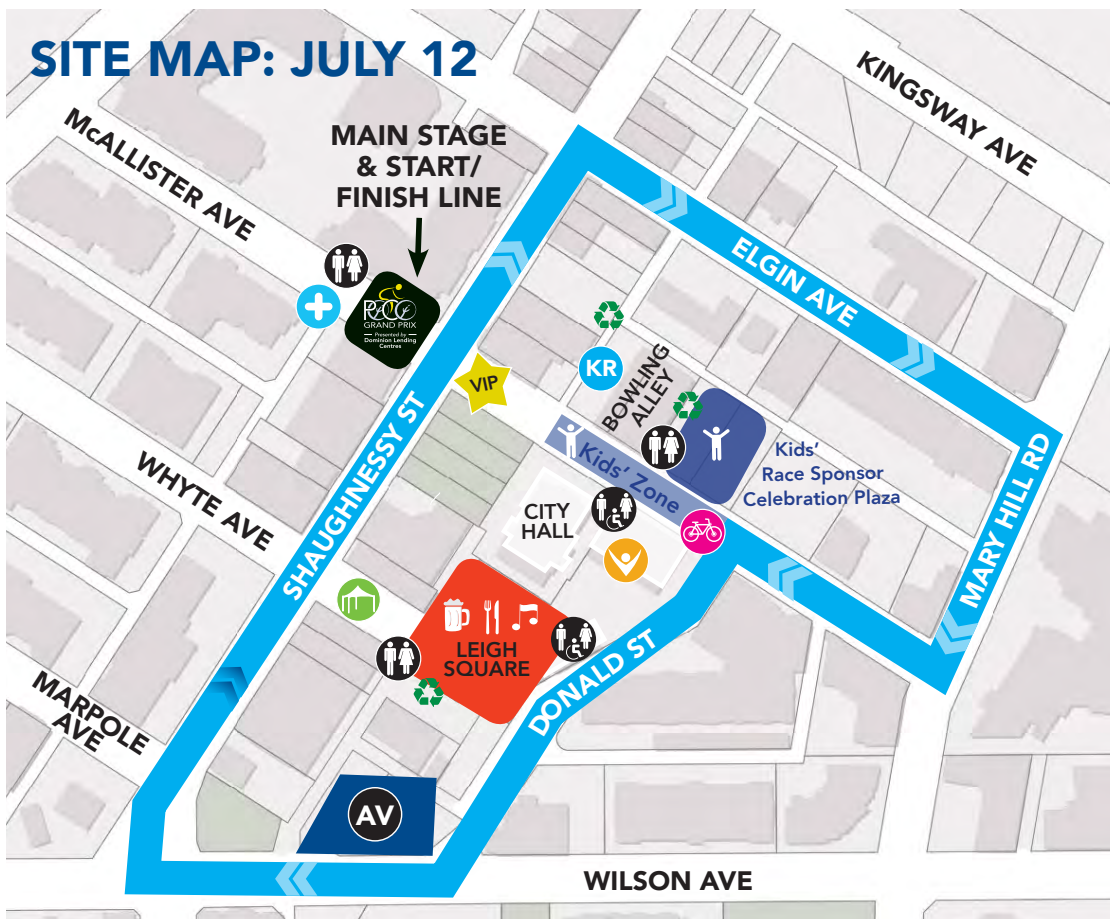 SITE MAP: JULY 12
KINGSWAY AVE
McALLISTER AVE
MAIN STAGE
& START/
FINISH LINE
ELGIN AVE
GRAND PRIX
Presented by
Dominion Lending
Centres
VIP
KR
BOWLING
ALLEY
SHAUGHNESSY ST
Kids' Zone
Kids'
Race Sponsor
Celebration Plaza
MARY HILL RD
WHYTE AVE
CITY
HALL
LEIGH
SQUARE
DONALD ST
MARPOLE
AVE
AV
WILSON AVE